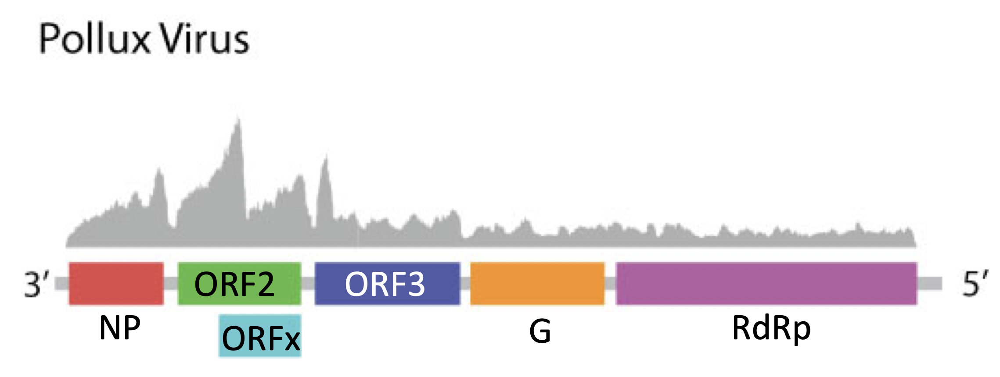 Pollux Virus
3′ ORF2 ORF3 5′
NP ORFx G RdRp